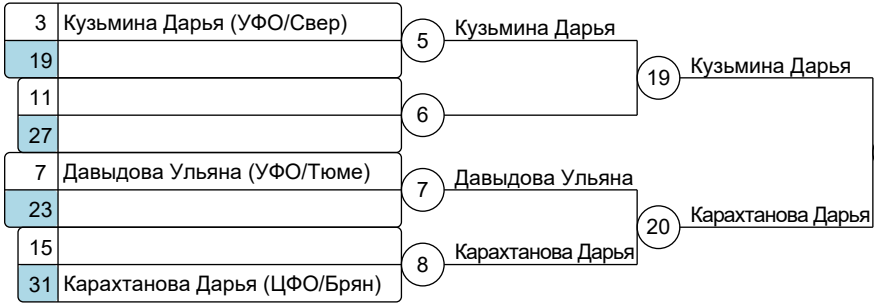 3 Кузьмина Дарья (УФО/Свер)
19
11
27
7 Давыдова Ульяна (УФО/Тюме)
23
15
31 Карахтанова Дарья (ЦФО/Брян)
5
6
7
8
Кузьмина Дарья
Давыдова Ульяна
Карахтанова Дарья
19
20
Кузьмина Дарья
Карахтанова Дарья